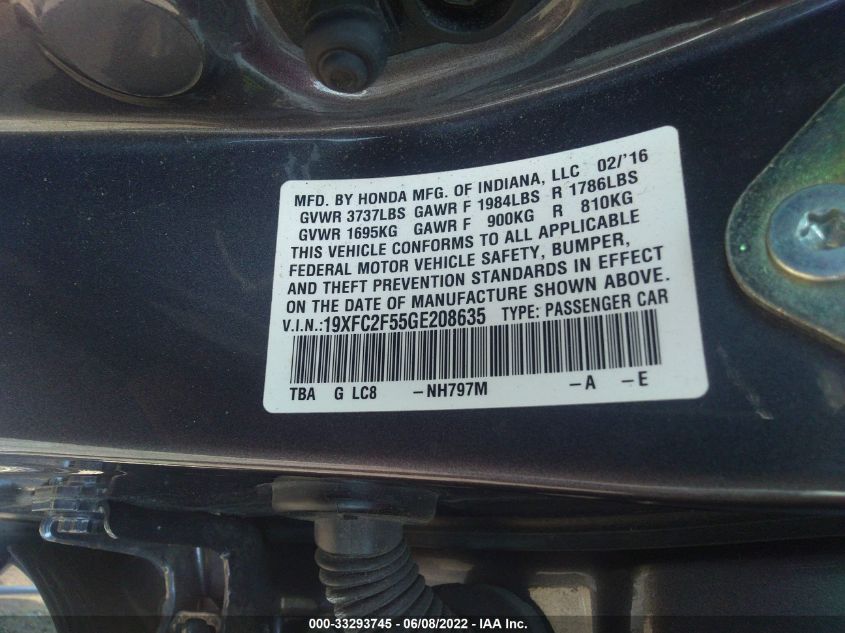 MFD. BY HONDA MFG. OF INDIANA, LLC 02/'16
GVWR 3737LBS GAWR F 1984LBS R 1786LBS
GVWR 1695KG GAWR F 900KG R 810KG
THIS VEHICLE CONFORMS TO ALL APPLICABLE
FEDERAL MOTOR VEHICLE SAFETY, BUMPER,
AND THEFT PREVENTION STANDARDS IN EFFECT
ON THE DATE OF MANUFACTURE SHOWN ABOVE.
V.I.N.:19XFC2F55GE208635 TYPE: PASSENGER CAR
TBA G LC8 -NH797M -A -E
000-33293745 - 06/08/2022 - IAA Inc.